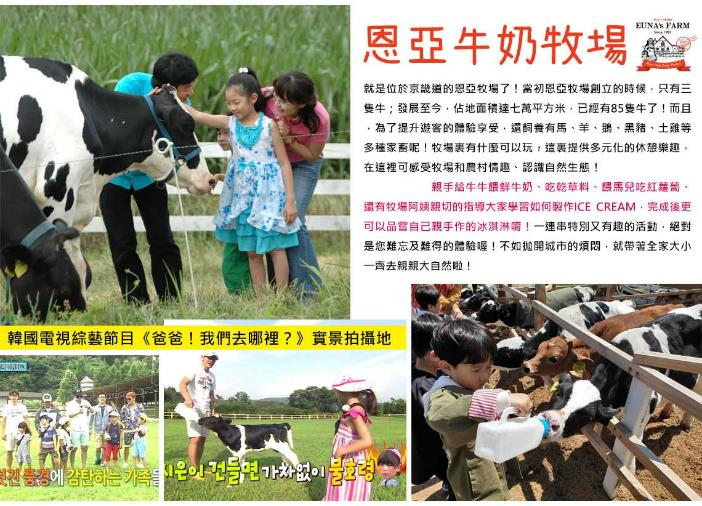 恩亞牛奶牧場
EUNA's FARM
Since 1981
就是位於京畿道的恩亞牧場了！當初恩亞牧場創立的時候，只有三
隻牛；發展至今，佔地面積達七萬平方米，已經有85隻牛了！而且
，為了提升遊客的體驗享受，還飼養有馬、羊、鵝、黑豬、土雞等
多種家畜呢！牧場裏有什麼可以玩，這裏提供多元化的休憩樂趣，
在這裡可感受牧場和農村情趣、認識自然生態！
親手給牛牛餵鮮牛奶、吃乾草料、餵馬兒吃紅蘿蔔、
還有牧場阿姨親切的指導大家學習如何製作ICE CREAM，完成後更
可以品嘗自己親手作的冰淇淋唷！一連串特別又有趣的活動，絕對
是您難忘及難得的體驗喔！不如拋開城市的煩悶，就帶著全家大小
一齊去親親大自然啦！
韓國電視綜藝節目《爸爸！我們去哪裡？》實景拍攝地
멋진 풍경에 감탄하는 가족들
시온이 건들면 가차없이 불호령